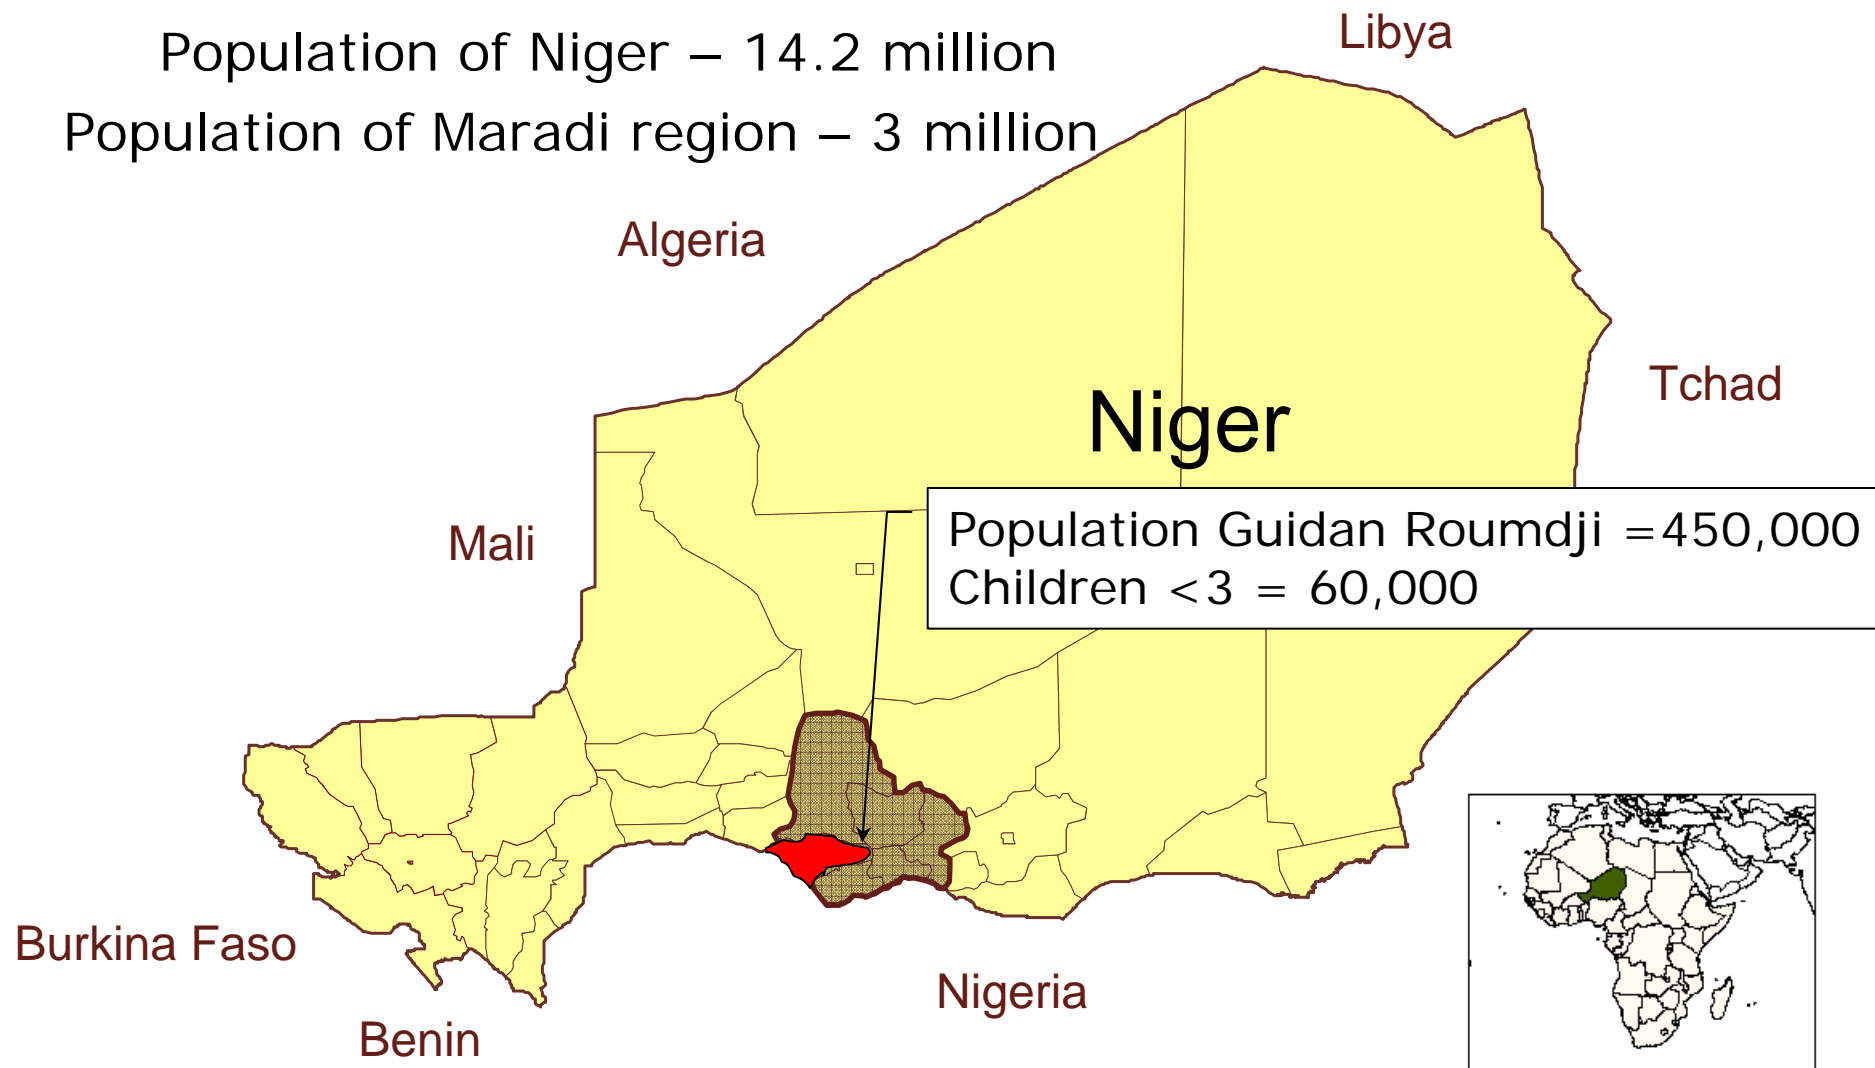 Population of Niger – 14.2 million
Population of Maradi region – 3 million
Libya
Algeria
Tchad
Niger
Mali
Population Guidan Roumdji =450,000
Children <3 = 60,000
Burkina Faso
Nigeria
Benin